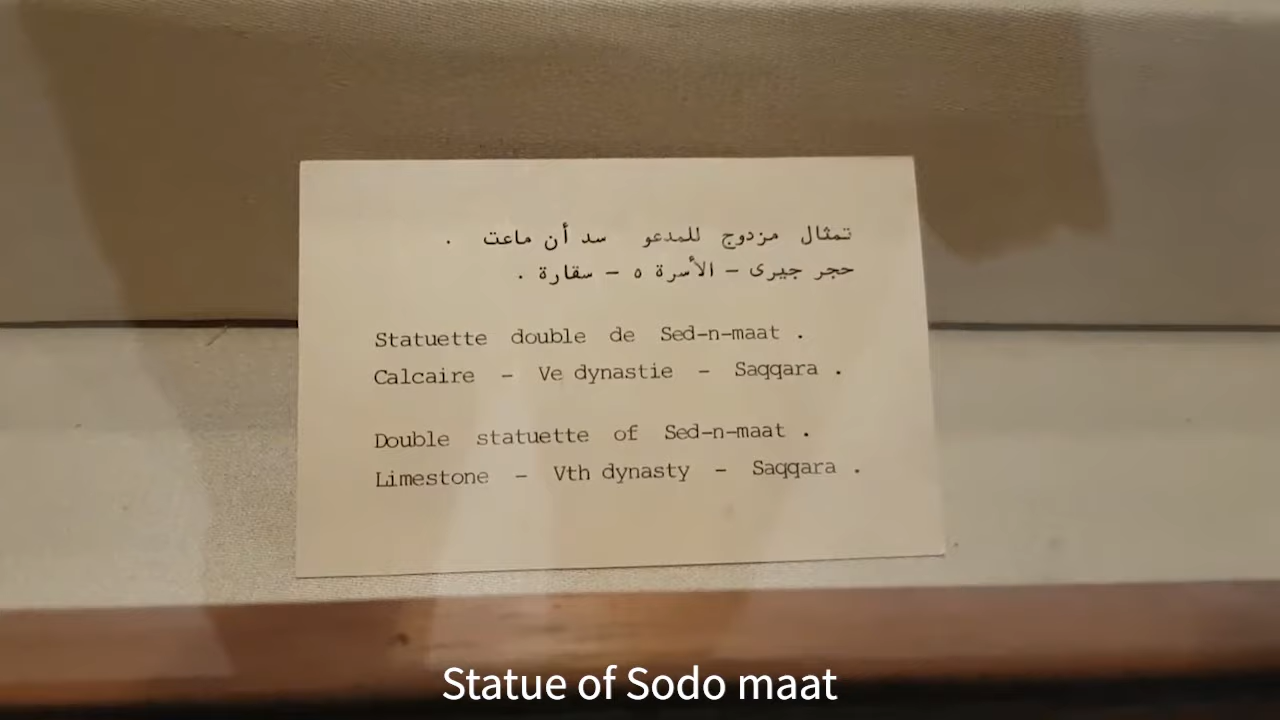 تمثال مزدوج للمدعو سد أن ماعت .
حجر جيرى – الأسرة ٥ – سقارة .
Statuette double de Sed-n-maat .
Calcaire – Ve dynastie – Saqqara .
Double statuette of Sed-n-maat .
Limestone – Vth dynasty – Saqqara .
Statue of Sodo maat